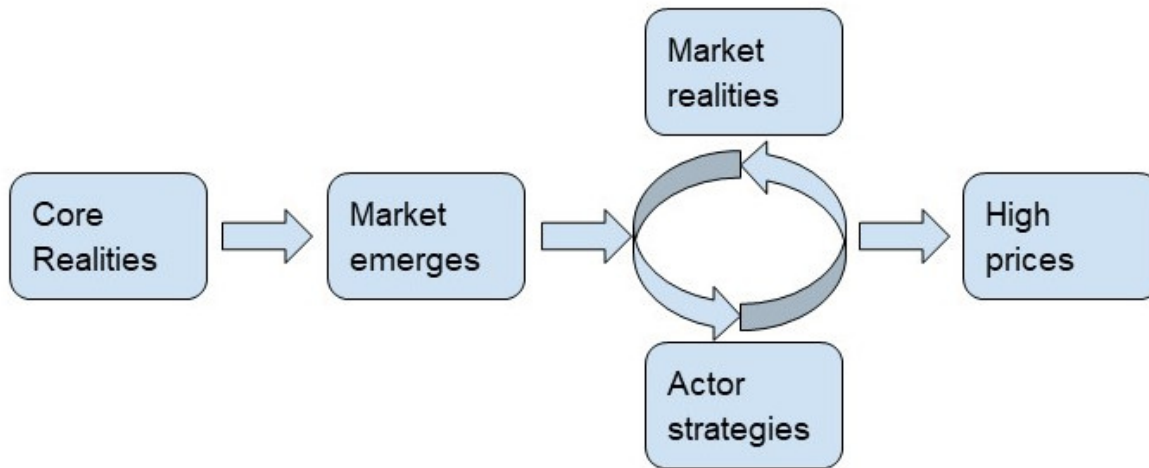 Market
realities
Core
Realities
Market
emerges
High
prices
Actor
strategies